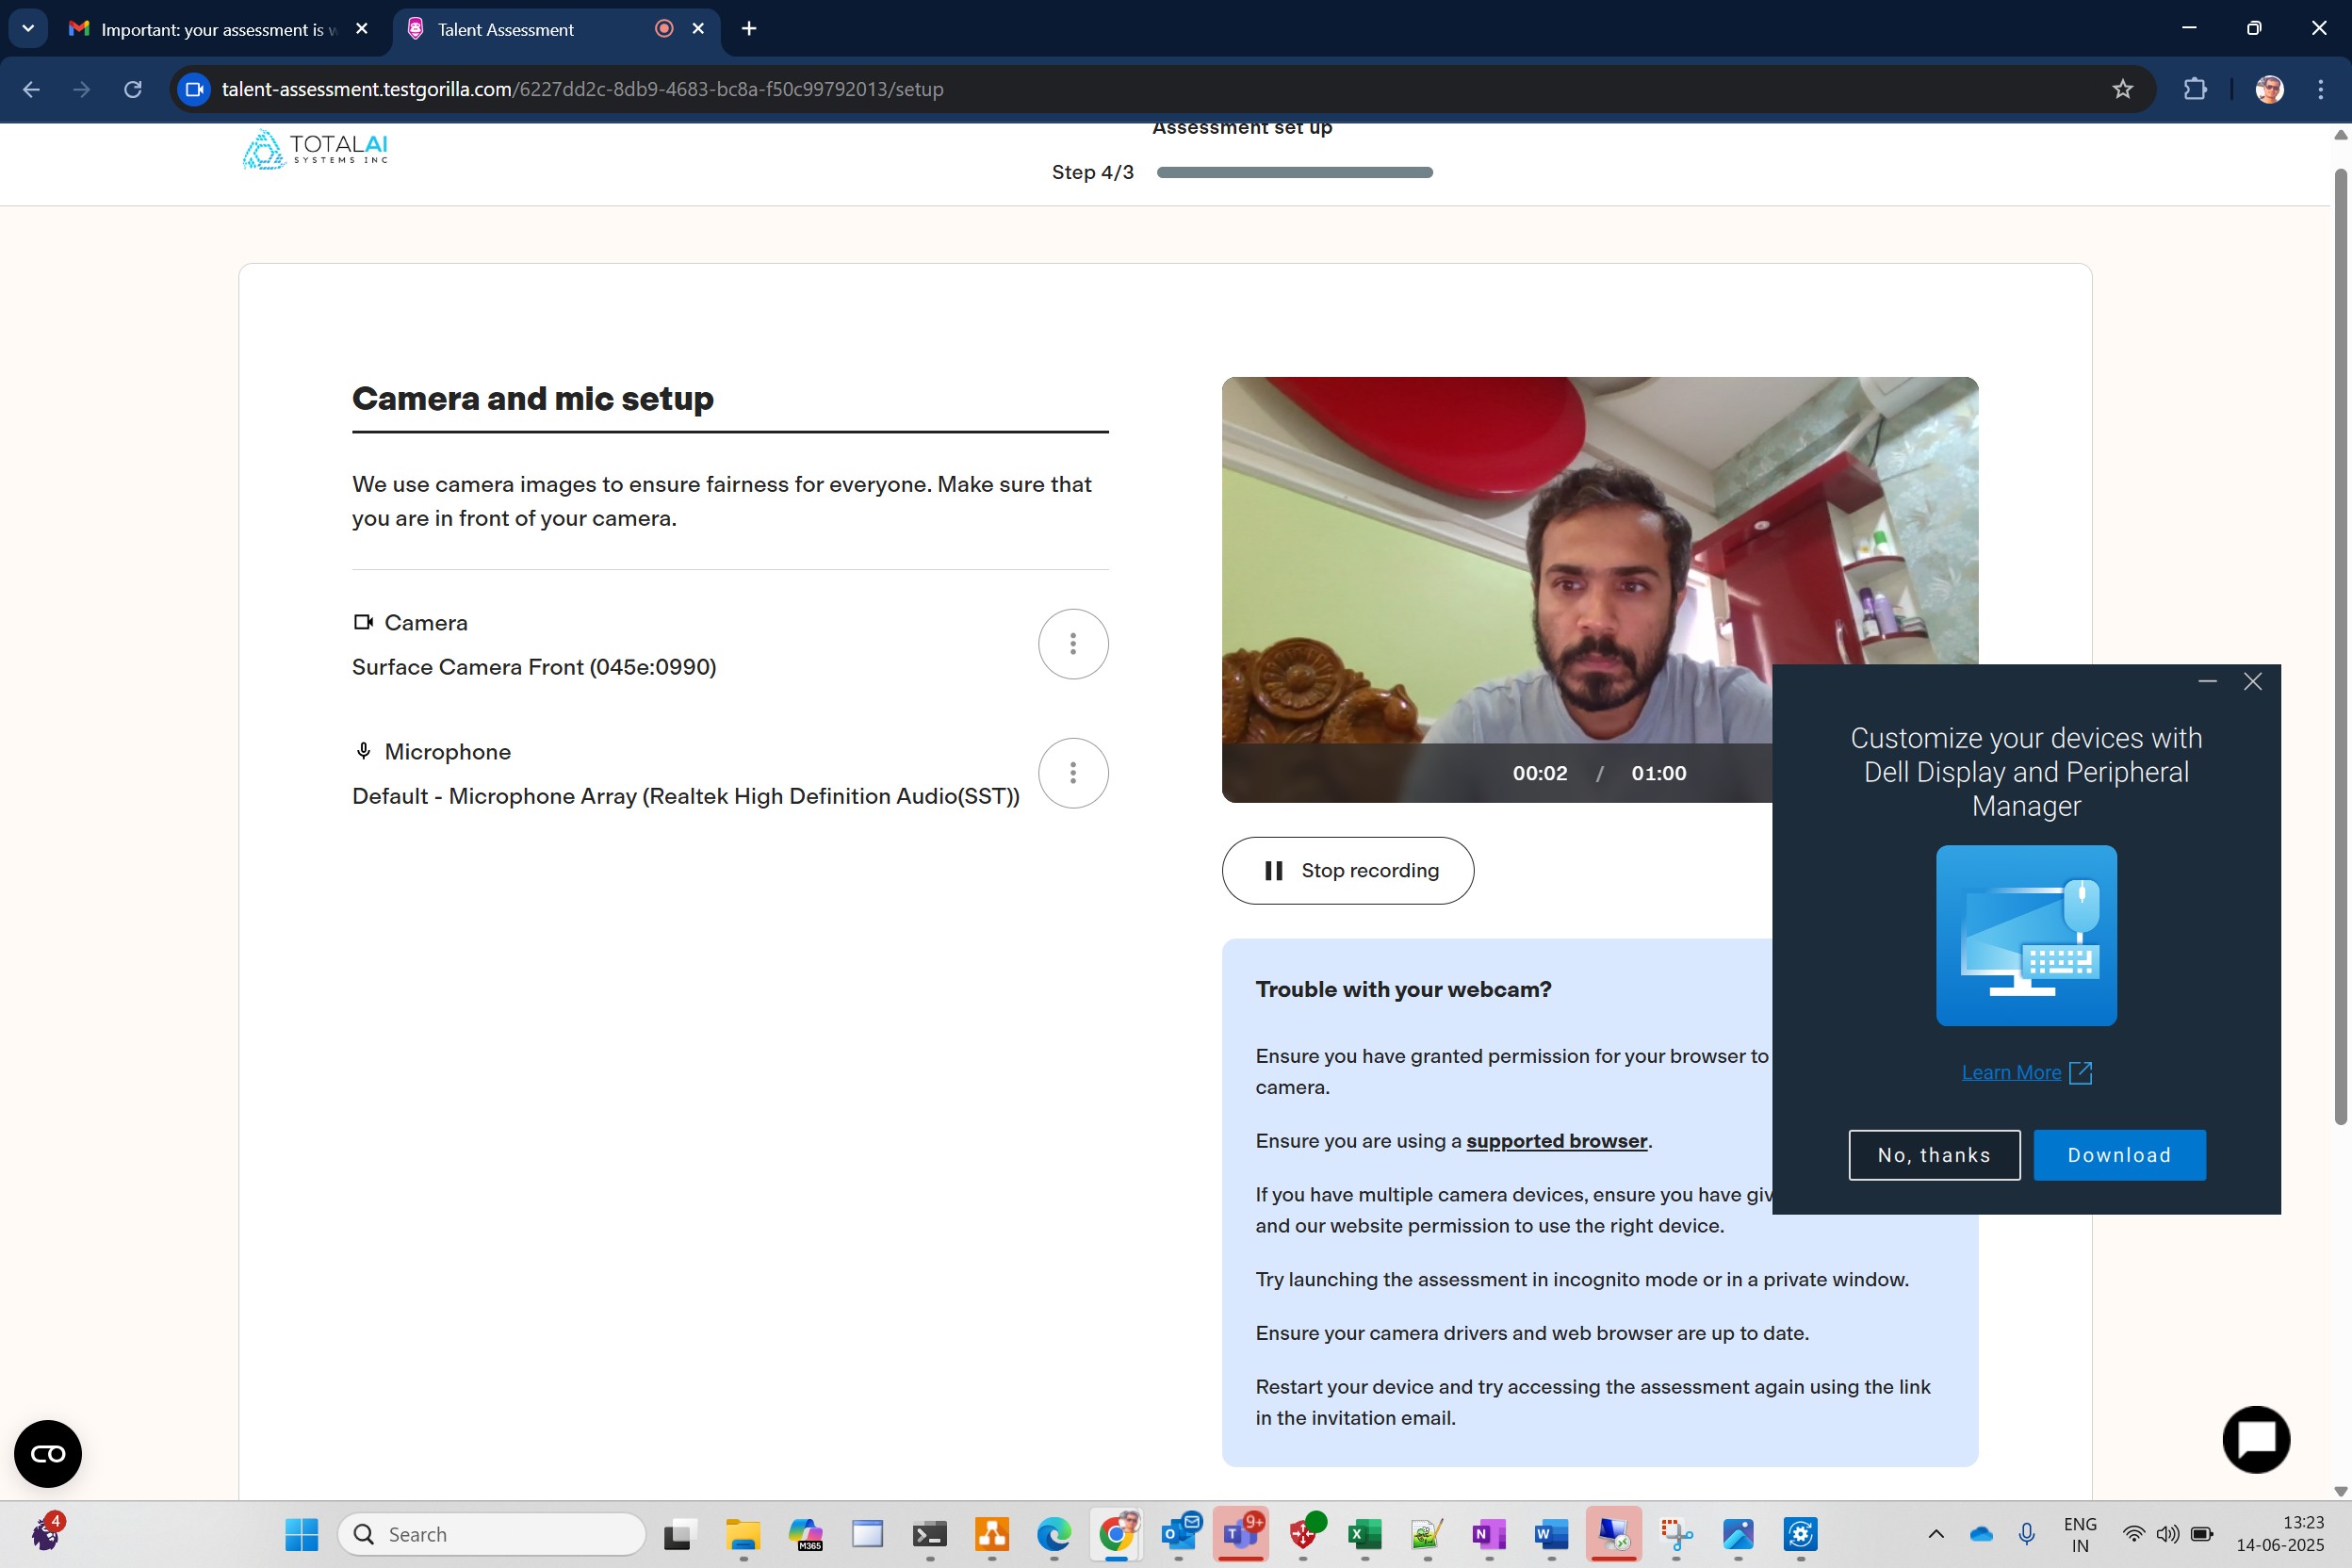 Important: your assessment is w
Talent Assessment
talent-assessment.testgorilla.com/6227dd2c-8db9-4683-bc8a-f50c99792013/setup
TOTALAI
SYSTEMS INC
Assessment set up
Step 4/3
Camera and mic setup
We use camera images to ensure fairness for everyone. Make sure that
you are in front of your camera.
Camera
Surface Camera Front (045e:0990)
Microphone
Default - Microphone Array (Realtek High Definition Audio(SST))
00:02 / 01:00
Stop recording
Trouble with your webcam?
Ensure you have granted permission for your browser to
camera.
Ensure you are using a supported browser.
If you have multiple camera devices, ensure you have giv
and our website permission to use the right device.
Try launching the assessment in incognito mode or in a private window.
Ensure your camera drivers and web browser are up to date.
Restart your device and try accessing the assessment again using the link
in the invitation email.
Customize your devices with
Dell Display and Peripheral
Manager
Learn More
No, thanks
Download
4
Search
M365
9+
ENG
IN
13:23
14-06-2025